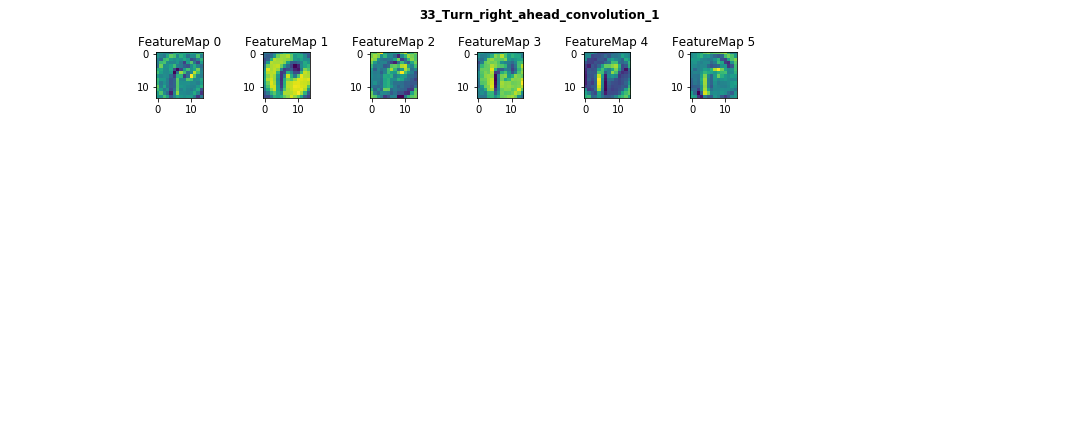 33_Turn_right_ahead_convolution_1
FeatureMap 0 FeatureMap 1 FeatureMap 2 FeatureMap 3 FeatureMap 4 FeatureMap 5
0 0 0 0 0 0
10 10 10 10 10 10
0 10 0 10 0 10 0 10 0 10 0 10